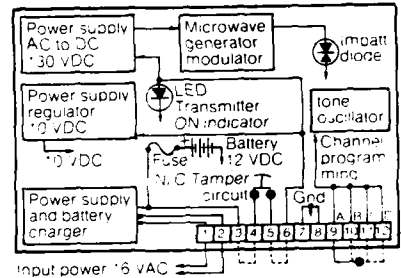 Power supply
AC to DC
130 VDC
Microwave
generator
modulator
impatt
diode
Power supply
regulator
10 VDC
10 VDC
LED
Transmitter
ON indicator
tone
oscillator
Channel
program
ming
Fuse
Battery
12 VDC
N/C Tamper
circuit
Gnd
Power supply
and battery
charger
A B
1 2 3 4 5 6 7 8 9 10 11 12
Input power 16 VAC